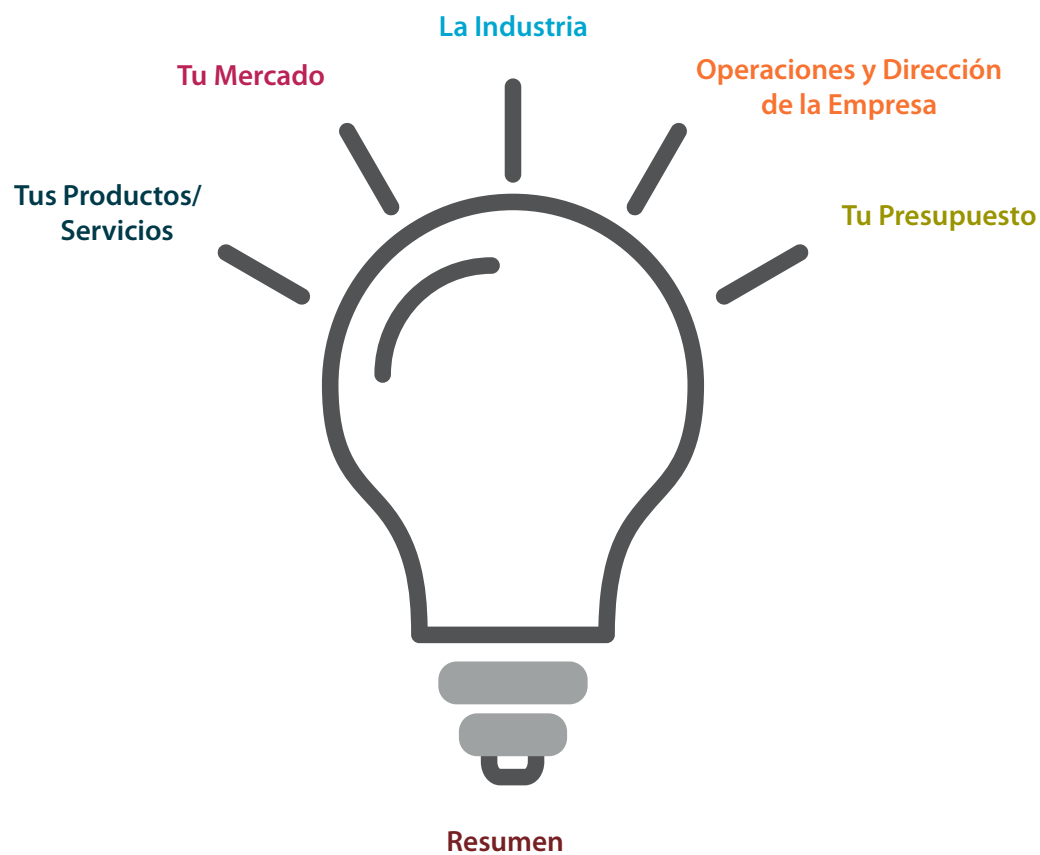 La Industria
Tu Mercado
Operaciones y Dirección
de la Empresa
Tus Productos/
Servicios
Tu Presupuesto
Resumen